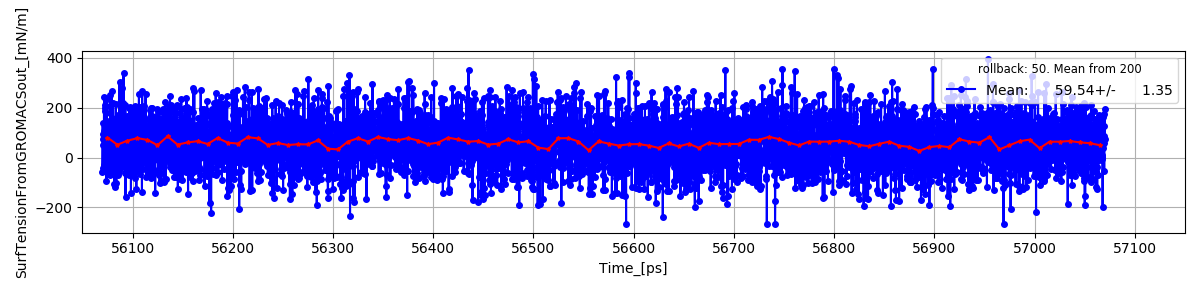 SurfTensionFromGROMACSout_[mN/m]
400
200
0
−200
rollback: 50. Mean from 200
Mean: 59.54+/- 1.35
56100 56200 56300 56400 56500 56600 56700 56800 56900 57000 57100
Time_[ps]